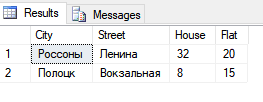 Results Messages
City Street House Flat
1 Россоны Ленина 32 20
2 Полоцк Вокзальная 8 15